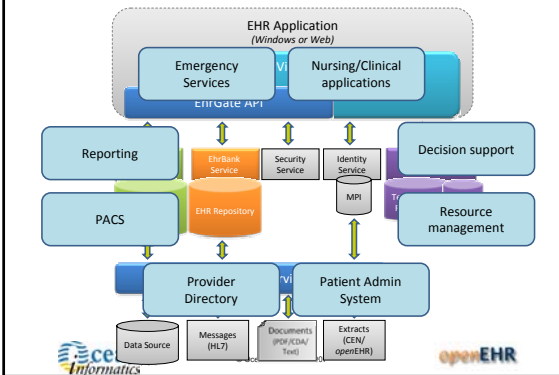 EHR Application
(Windows or Web)
Emergency
Services
Nursing/Clinical
applications
EhrGate API
Reporting
EhrBank
Service
Security
Service
Identity
Service
Decision support
MPI
PACS
EHR Repository
Resource
management
Provider
Directory
Patient Admin
System
Data Source
Messages
(HL7)
Documents
(PDF/CDA/
Text)
Extracts
(CEN/
openEHR)
Informatics
openEHR